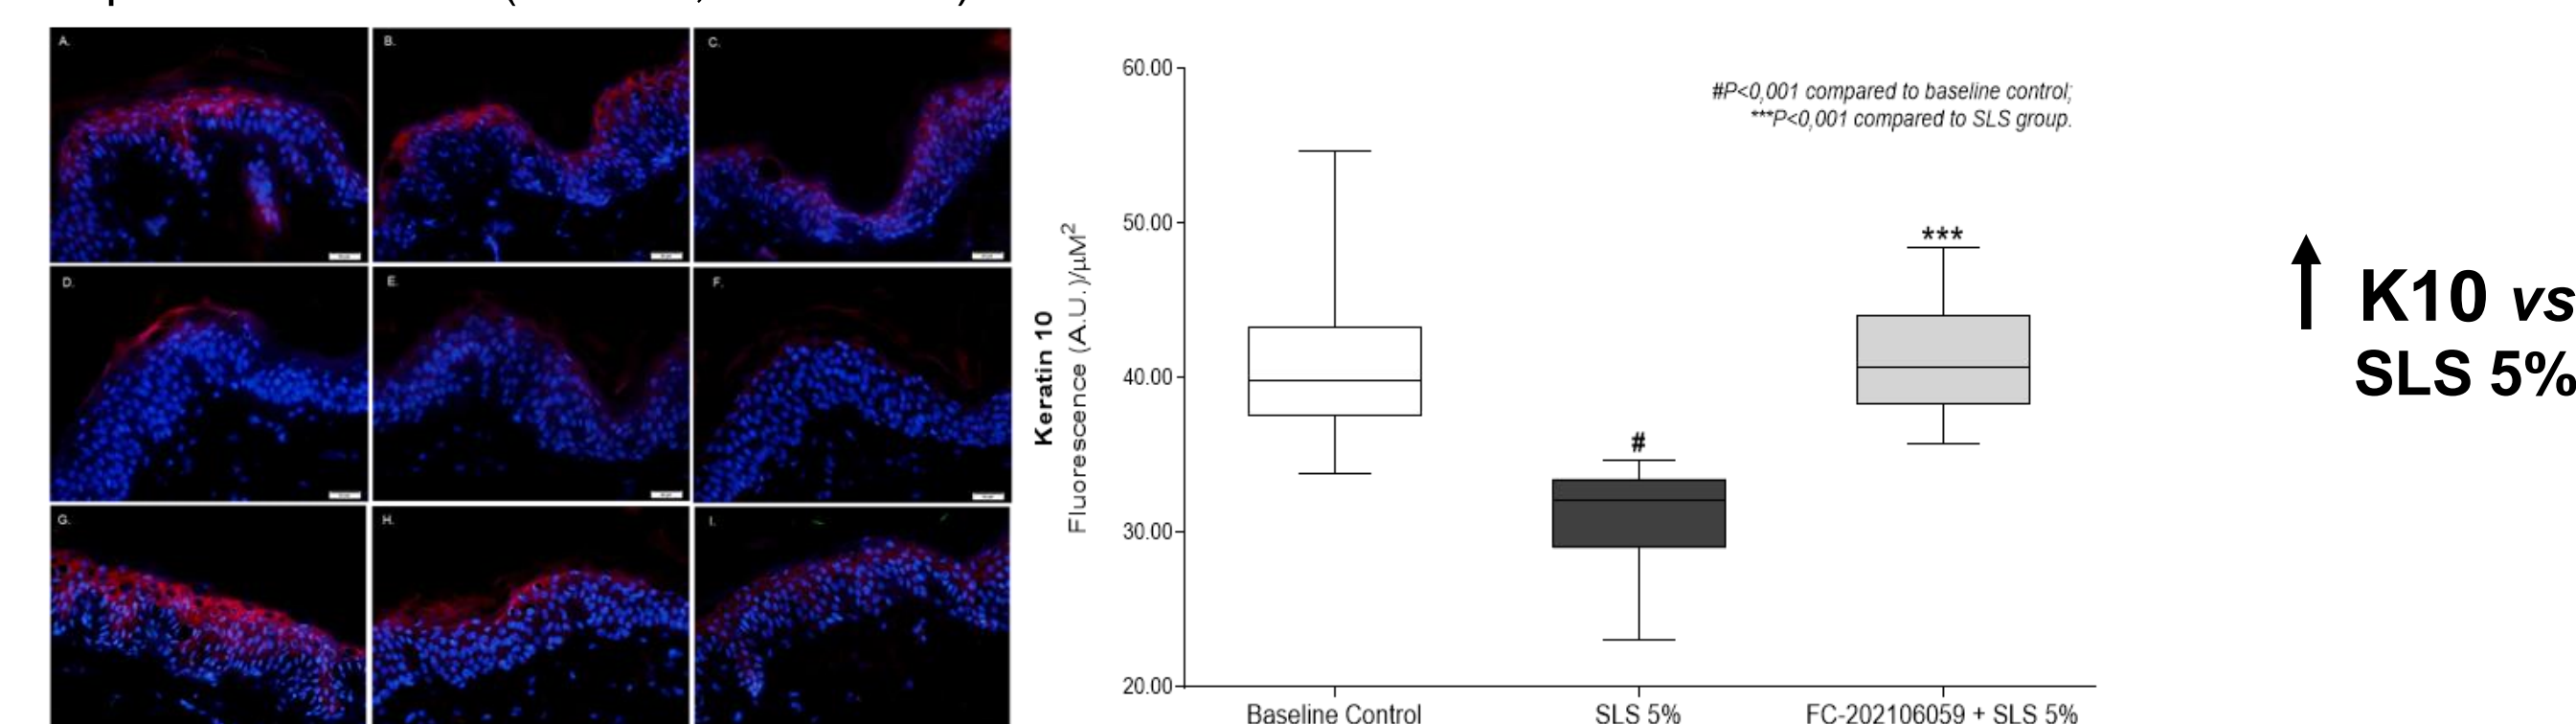 A.
B.
C.
D.
E.
F.
G.
H.
I.
Keratin 10
Fluorescence (A.U.)/µM²
60.00
50.00
40.00
30.00
20.00
#P<0,001 compared to baseline control;
***P<0,001 compared to SLS group.
#
***
Baseline Control
SLS 5%
FC-202106059 + SLS 5%
K10 vs
SLS 5%